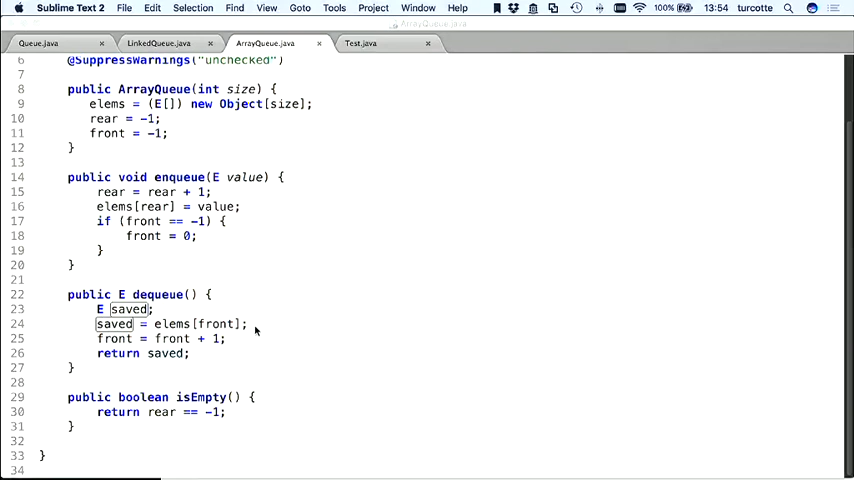 Sublime Text 2 File Edit Selection Find View Goto Tools Project Window Help 100% 13:54 turcotte
ArrayQueue.java
Queue.java × LinkedQueue.java × ArrayQueue.java × Test.java ×
6 @SuppressWarnings("unchecked")
7
8 public ArrayQueue(int size) {
9 elems = (E[]) new Object[size];
10 rear = -1;
11 front = -1;
12 }
13
14 public void enqueue(E value) {
15 rear = rear + 1;
16 elems[rear] = value;
17 if (front == -1) {
18 front = 0;
19 }
20 }
21
22 public E dequeue() {
23 E saved;
24 saved = elems[front];
25 front = front + 1;
26 return saved;
27 }
28
29 public boolean isEmpty() {
30 return rear == -1;
31 }
32
33 }
34